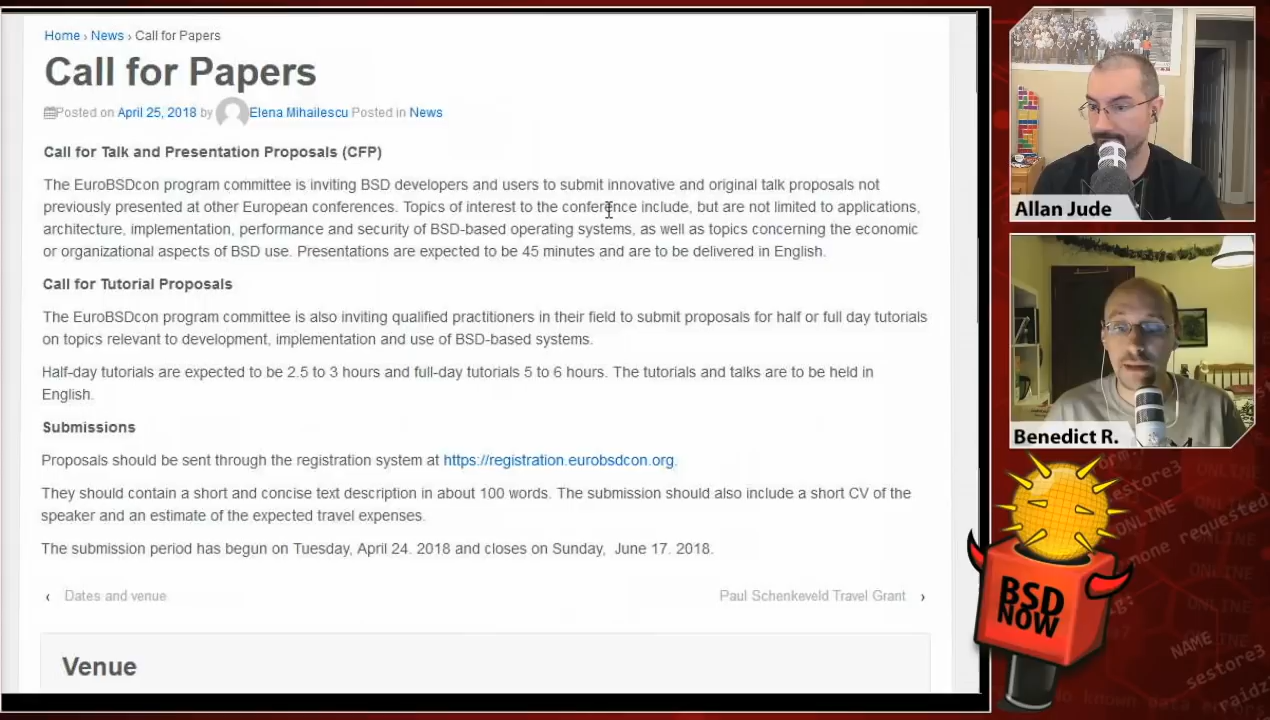 Home › News › Call for Papers
Call for Papers
Posted on April 25, 2018 by Elena Mihailescu Posted in News
Call for Talk and Presentation Proposals (CFP)
The EuroBSDcon program committee is inviting BSD developers and users to submit innovative and original talk proposals not
previously presented at other European conferences. Topics of interest to the conference include, but are not limited to applications,
architecture, implementation, performance and security of BSD-based operating systems, as well as topics concerning the economic
or organizational aspects of BSD use. Presentations are expected to be 45 minutes and are to be delivered in English.
Call for Tutorial Proposals
The EuroBSDcon program committee is also inviting qualified practitioners in their field to submit proposals for half or full day tutorials
on topics relevant to development, implementation and use of BSD-based systems.
Half-day tutorials are expected to be 2.5 to 3 hours and full-day tutorials 5 to 6 hours. The tutorials and talks are to be held in
English.
Submissions
Proposals should be sent through the registration system at https://registration.eurobsdcon.org.
They should contain a short and concise text description in about 100 words. The submission should also include a short CV of the
speaker and an estimate of the expected travel expenses.
The submission period has begun on Tuesday, April 24. 2018 and closes on Sunday, June 17. 2018.
‹ Dates and venue
Paul Schenkeveld Travel Grant ›
Venue
Allan Jude
Benedict R.
BSD
NOW